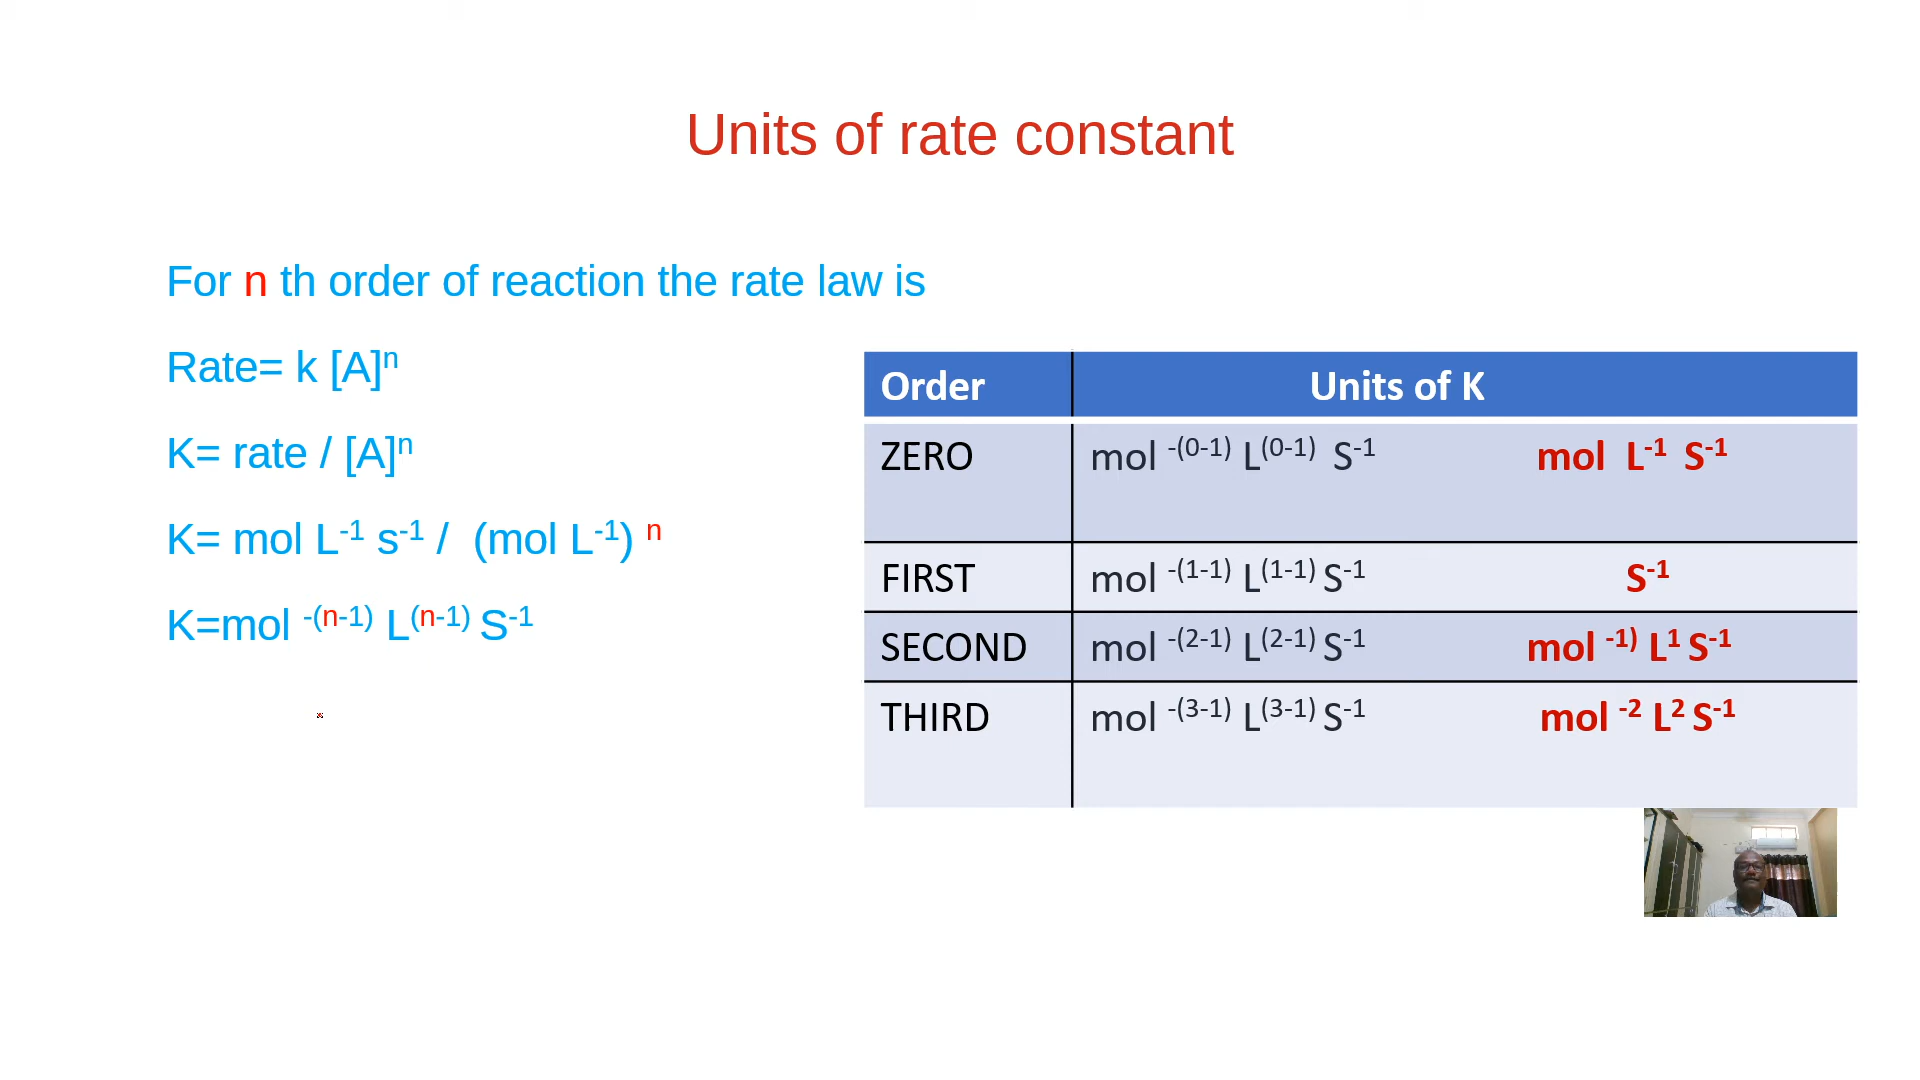 Units of rate constant
For n th order of reaction the rate law is
Rate= k [A]ⁿ
K= rate / [A]ⁿ
K= mol L⁻¹ s⁻¹ / (mol L⁻¹) ⁿ
K=mol ⁻⁽ⁿ⁻¹⁾ L⁽ⁿ⁻¹⁾ S⁻¹
Order Units of K
ZERO mol ⁻⁽⁰⁻¹⁾ L⁽⁰⁻¹⁾ S⁻¹ mol L⁻¹ S⁻¹
FIRST mol ⁻⁽¹⁻¹⁾ L⁽¹⁻¹⁾ S⁻¹ S⁻¹
SECOND mol ⁻⁽²⁻¹⁾ L⁽²⁻¹⁾ S⁻¹ mol ⁻¹⁾ L¹ S⁻¹
THIRD mol ⁻⁽³⁻¹⁾ L⁽³⁻¹⁾ S⁻¹ mol ⁻² L² S⁻¹